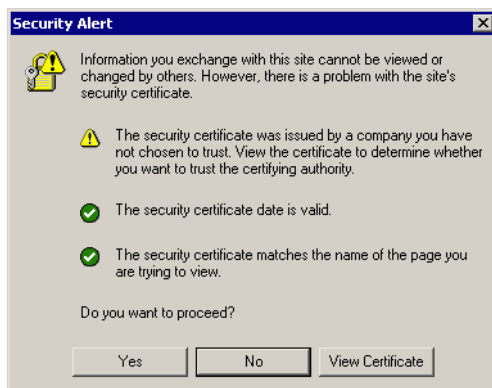 Security Alert
Information you exchange with this site cannot be viewed or
changed by others. However, there is a problem with the site's
security certificate.
The security certificate was issued by a company you have
not chosen to trust. View the certificate to determine whether
you want to trust the certifying authority.
The security certificate date is valid.
The security certificate matches the name of the page you
are trying to view.
Do you want to proceed?
Yes
No
View Certificate